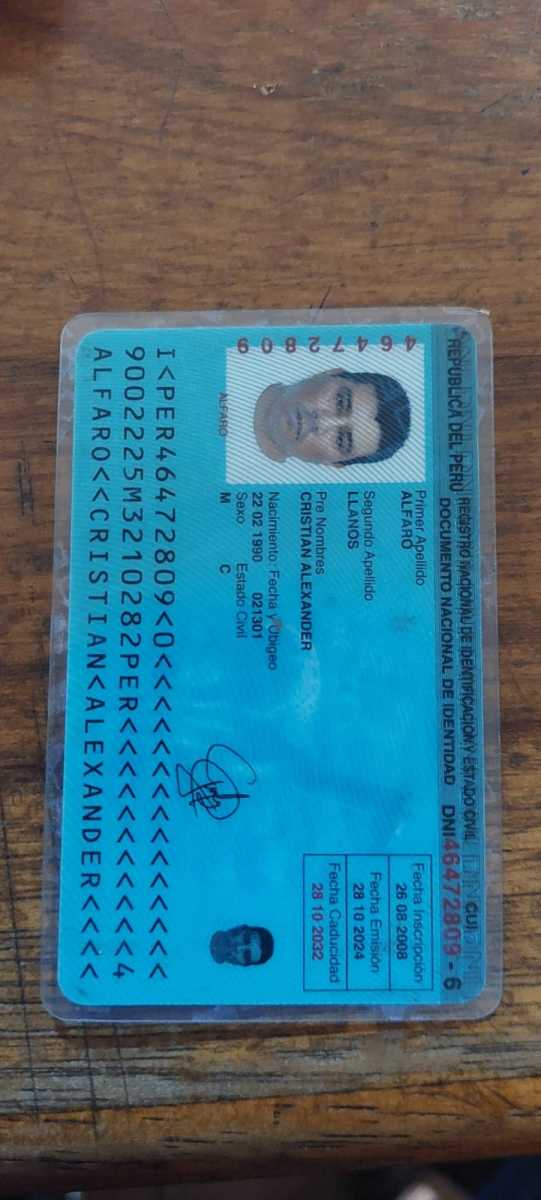 REPUBLICA DEL PERU REGISTRO NACIONAL DE IDENTIFICACION Y ESTADO CIVIL CUI
DOCUMENTO NACIONAL DE IDENTIDAD DNI 46472809 - 6
46472809
Primer Apellido
ALFARO
Segundo Apellido
LLANOS
Pre Nombres
CRISTIAN ALEXANDER
Nacimiento: Fecha y Ubigeo
22 02 1990 021301
Sexo Estado Civil
M C
Fecha Inscripción
26 08 2008
Fecha Emisión
28 10 2024
Fecha Caducidad
28 10 2032
ALFARO
I<PER46472809<0<<<<<<<<<<<<<<<
9002225M3210282PER<<<<<<<<<<<4
ALFARO<<CRISTIAN<ALEXANDER<<<<